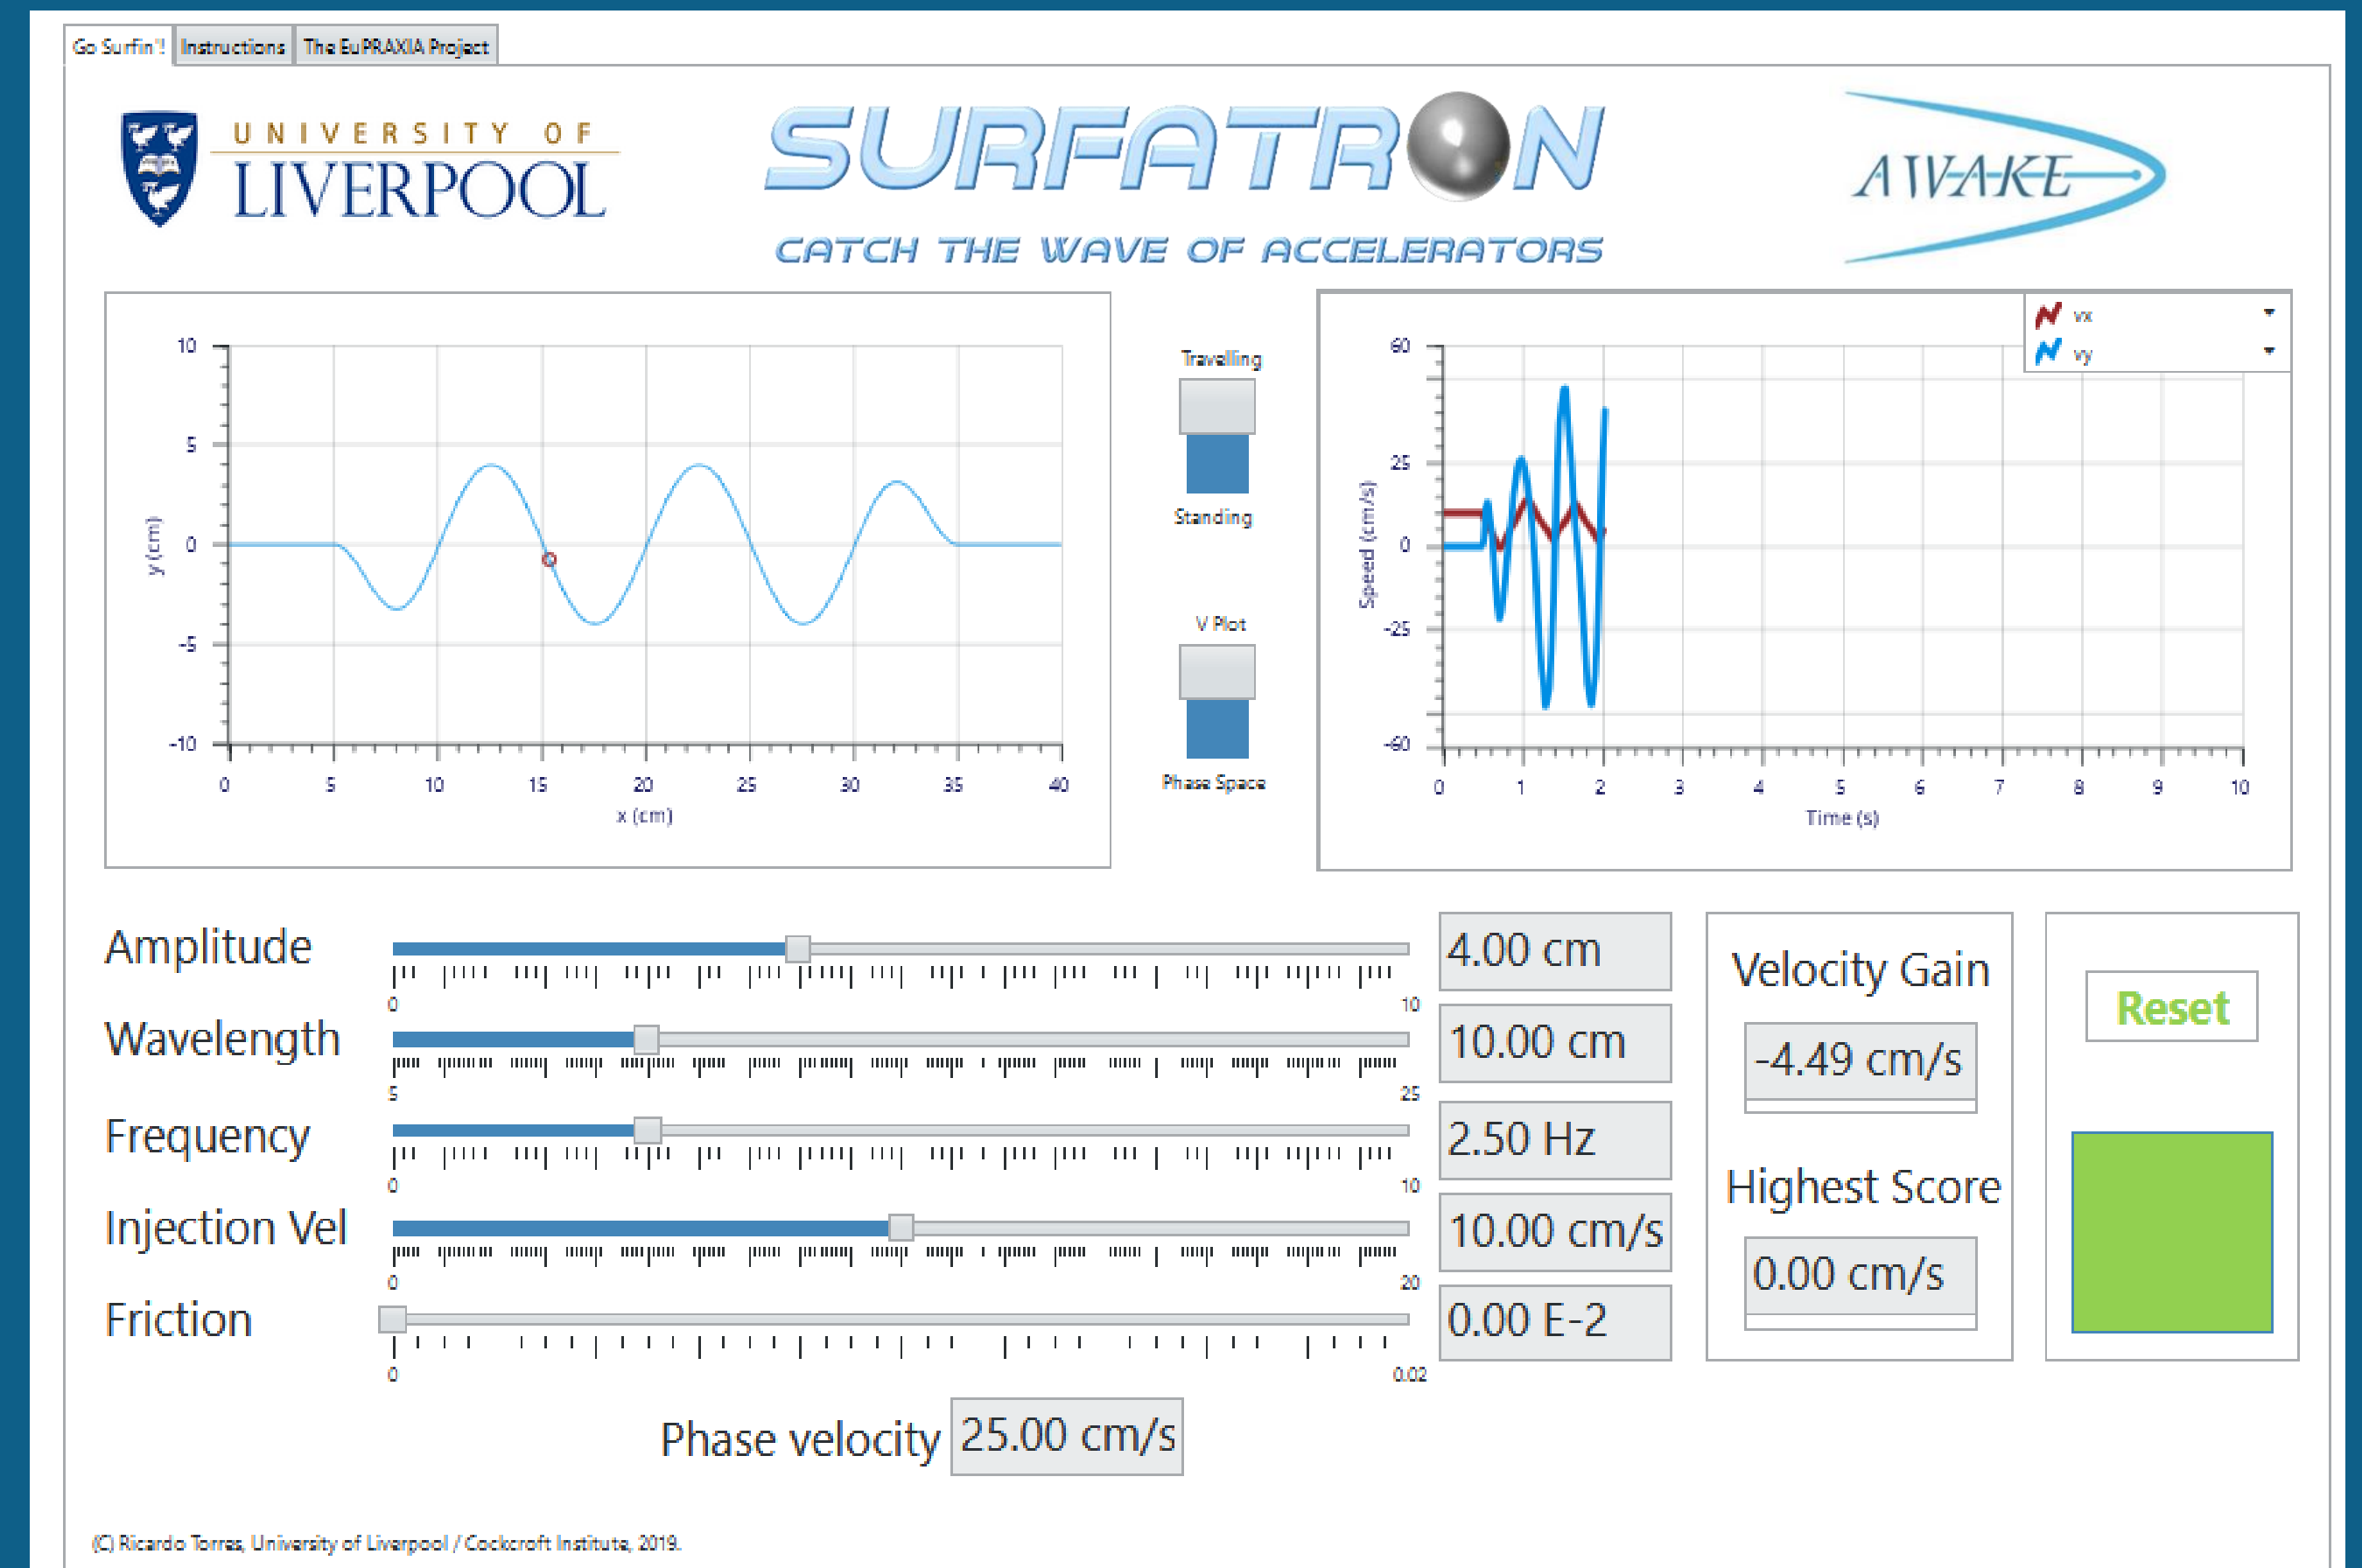 Go Surfin'! Instructions The EuPRAXIA Project
UNIVERSITY OF
LIVERPOOL
SURFATRON
CATCH THE WAVE OF ACCELERATORS
AWAKE
10
5
0
-5
-10
y (cm)
0 5 10 15 20 25 30 35 40
x (cm)
Travelling
Standing
V Plot
Phase Space
vx
vy
60
25
0
-25
-60
Speed (cm/s)
0 1 2 3 4 5 6 7 8 9 10
Time (s)
Amplitude
0 10
4.00 cm
Wavelength
5 25
10.00 cm
Frequency
0 10
2.50 Hz
Injection Vel
0 20
10.00 cm/s
Friction
0 0.02
0.00 E-2
Phase velocity 25.00 cm/s
Velocity Gain
-4.49 cm/s
Highest Score
0.00 cm/s
Reset
(C) Ricardo Torres, University of Liverpool / Cockcroft Institute, 2019.